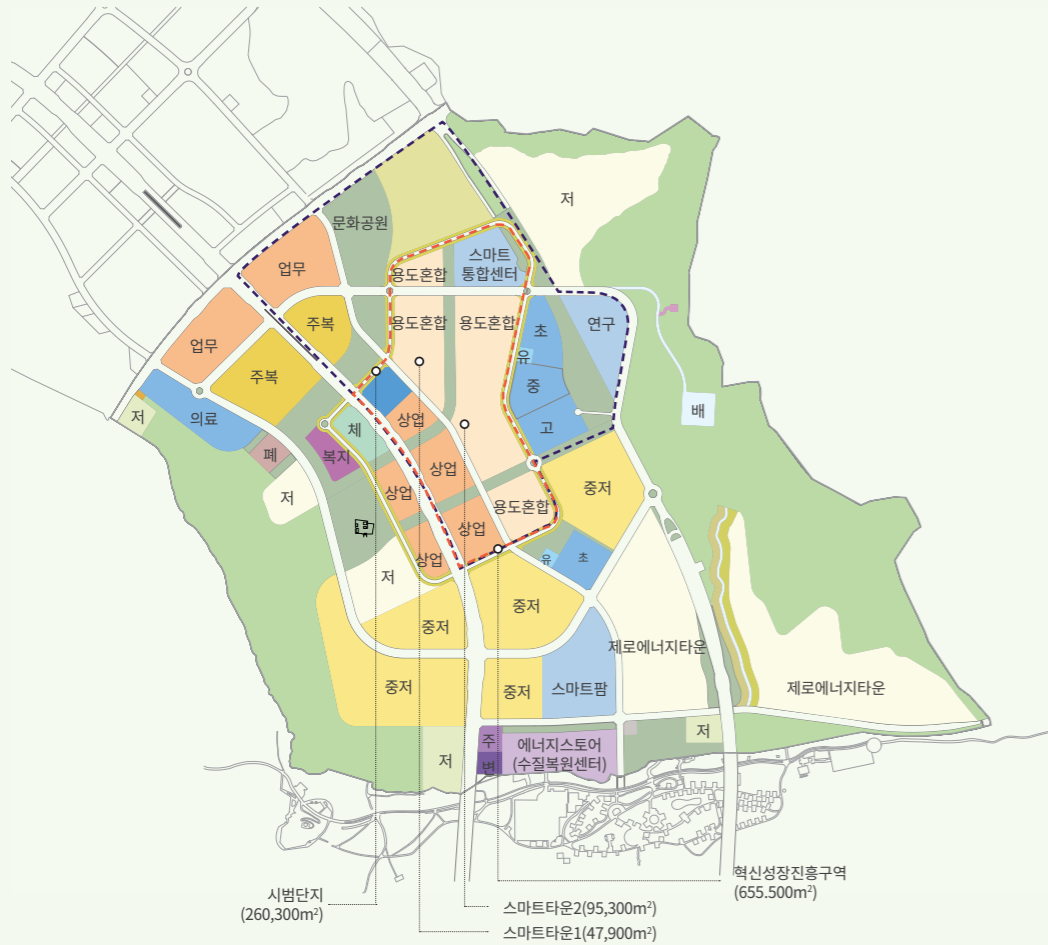 저
문화공원
스마트
통합센터
업무
용도혼합
주복
용도혼합
용도혼합
초
연구
업무
유
주복
중
배
저
의료
체
상업
고
폐
복지
상업
저
상업
용도혼합
중저
상업
상업
유
초
저
중저
중저
제로에너지타운
중저
중저
스마트팜
제로에너지타운
저
주
변
에너지스토어
(수질복원센터)
저
혁신성장진흥구역
(655.500m²)
시범단지
(260,300m²)
스마트타운2(95,300m²)
스마트타운1(47,900m²)